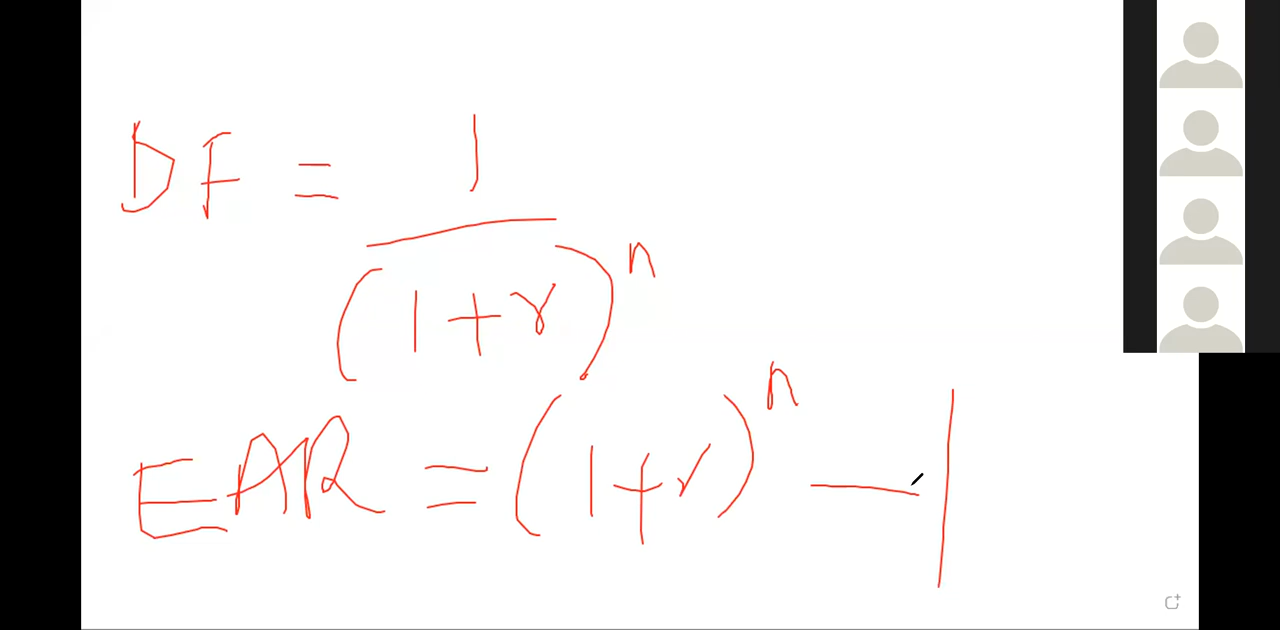 DF = 1 / (1+r)^n
EAR = (1+r)^n — 1